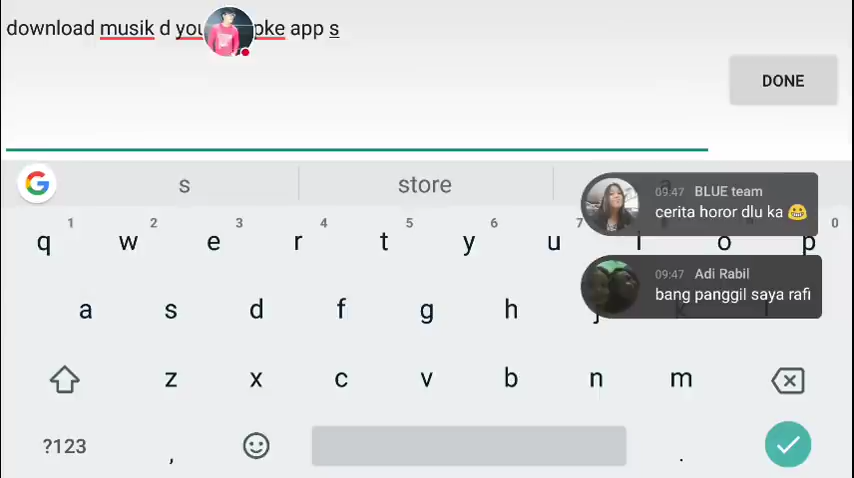 download musik d you pke app s
DONE
s store a
09.47 BLUE team
cerita horor dlu ka 😁
09.47 Adi Rabil
bang panggil saya rafi
1 2 3 4 5 6 7 0
q w e r t y u i o p
a s d f g h j k l
z x c v b n m
?123 , .